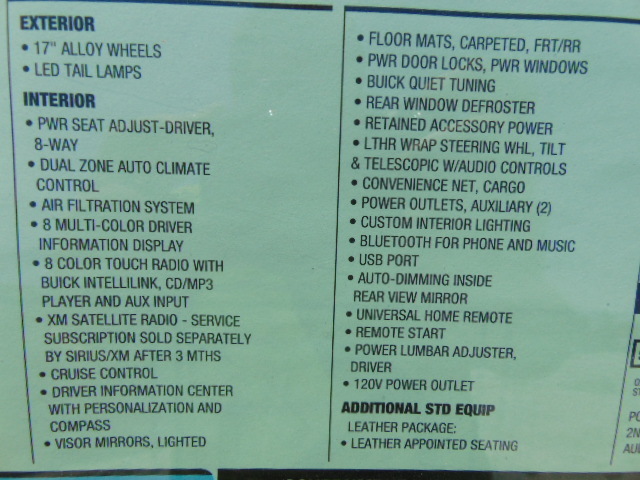 EXTERIOR
• 17" ALLOY WHEELS
• LED TAIL LAMPS
INTERIOR
• PWR SEAT ADJUST-DRIVER,
8-WAY
• DUAL ZONE AUTO CLIMATE
CONTROL
• AIR FILTRATION SYSTEM
• 8 MULTI-COLOR DRIVER
INFORMATION DISPLAY
• 8 COLOR TOUCH RADIO WITH
BUICK INTELLILINK, CD/MP3
PLAYER AND AUX INPUT
• XM SATELLITE RADIO - SERVICE
SUBSCRIPTION SOLD SEPARATELY
BY SIRIUS/XM AFTER 3 MTHS
• CRUISE CONTROL
• DRIVER INFORMATION CENTER
WITH PERSONALIZATION AND
COMPASS
• VISOR MIRRORS, LIGHTED
• FLOOR MATS, CARPETED, FRT/RR
• PWR DOOR LOCKS, PWR WINDOWS
• BUICK QUIET TUNING
• REAR WINDOW DEFROSTER
• RETAINED ACCESSORY POWER
• LTHR WRAP STEERING WHL, TILT
& TELESCOPIC W/AUDIO CONTROLS
• CONVENIENCE NET, CARGO
• POWER OUTLETS, AUXILIARY (2)
• CUSTOM INTERIOR LIGHTING
• BLUETOOTH FOR PHONE AND MUSIC
• USB PORT
• AUTO-DIMMING INSIDE
REAR VIEW MIRROR
• UNIVERSAL HOME REMOTE
• REMOTE START
• POWER LUMBAR ADJUSTER,
DRIVER
• 120V POWER OUTLET
ADDITIONAL STD EQUIP
LEATHER PACKAGE:
• LEATHER APPOINTED SEATING